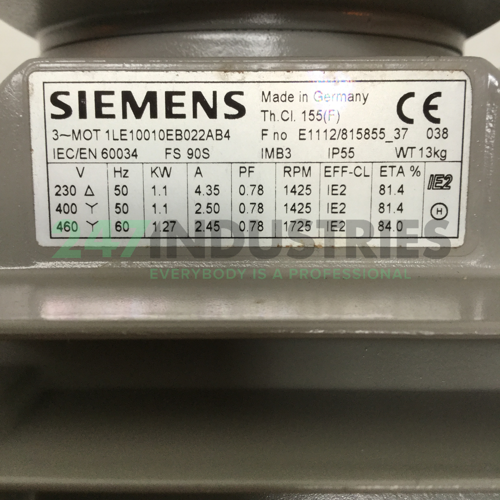 SIEMENS Made in Germany CE
Th.Cl. 155(F)
3~MOT 1LE10010EB022AB4 F no E1112/815855_37 038
IEC/EN 60034 FS 90S IMB3 IP55 WT 13kg
V Hz KW A PF RPM EFF-CL ETA %
230 △ 50 1.1 4.35 0.78 1425 IE2 81.4 IE2
400 Y 50 1.1 2.50 0.78 1425 IE2 81.4 H
460 Y 60 1.27 2.45 0.78 1725 IE2 84.0
247INDUSTRIES
EVERYBODY IS A PROFESSIONAL